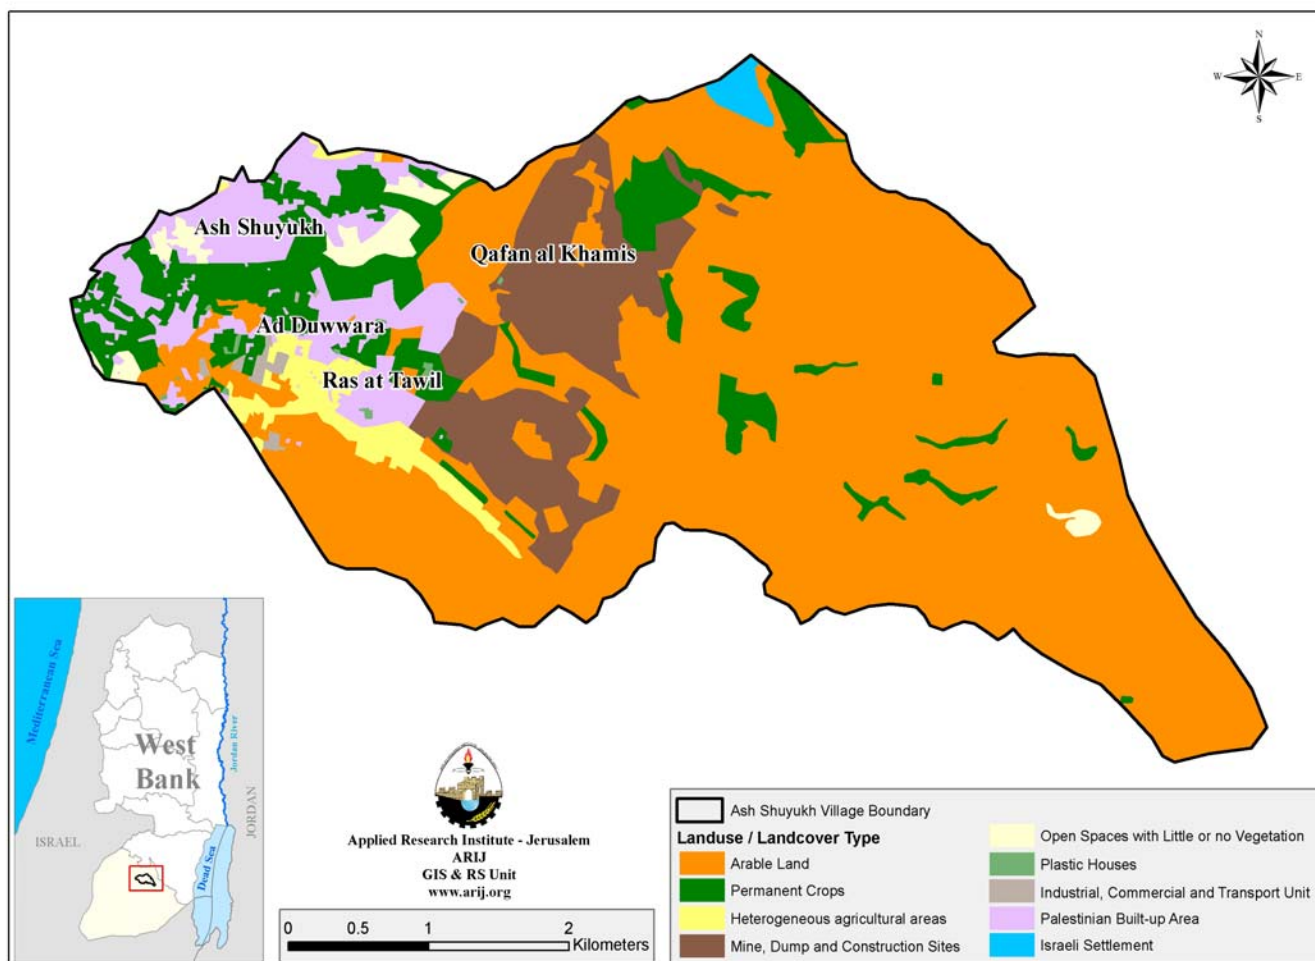 N
W E
S
Ash Shuyukh
Qafan al Khamis
Ad Duwwara
Ras at Tawil
Mediterranean Sea
West
Bank
Jordan River
JORDAN
ISRAEL
Dead Sea
Applied Research Institute - Jerusalem
ARIJ
GIS & RS Unit
www.arij.org
0 1 2
Kilometers
Ash Shuyukh Village Boundary
Landuse / Landcover Type
Arable Land
Permanent Crops
Heterogeneous agricultural areas
Mine, Dump and Construction Sites
Open Spaces with Little or no Vegetation
Plastic Houses
Industrial, Commercial and Transport Unit
Palestinian Built-up Area
Israeli Settlement